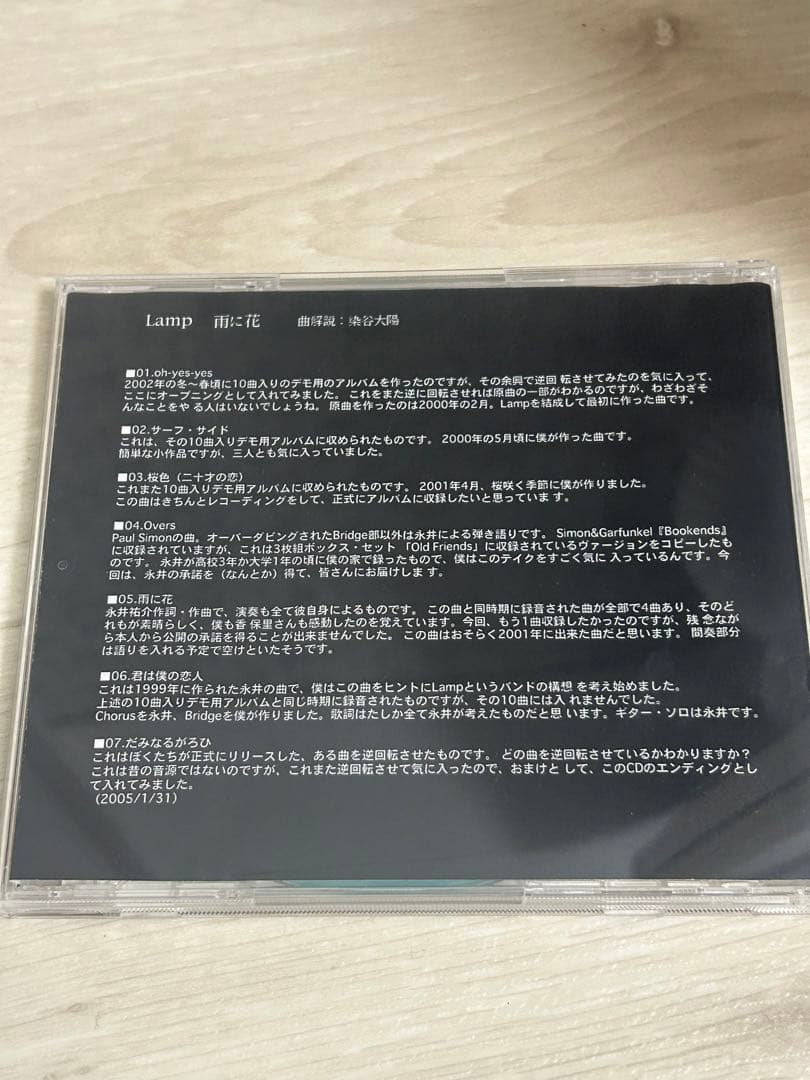 Lamp 雨に花 曲解説：染谷大陽
■01.oh-yes-yes
2002年の冬〜春頃に10曲入りのデモ用のアルバムを作ったのですが、その余興で逆回 転させてみたのを気に入って、
ここにオープニングとして入れてみました。 これをまた逆に回転させれば原曲の一部がわかるのですが、わざわざそ
んなことをや る人はいないでしょうね。 原曲を作ったのは2000年の2月。Lampを結成して最初に作った曲です。
■02.サーフ・サイド
これは、その10曲入りデモ用アルバムに収められたものです。 2000年の5月頃に僕が作った曲です。
簡単な小作品ですが、三人とも気に入っていました。
■03.桜色（二十才の恋）
これまた10曲入りデモ用アルバムに収められたものです。 2001年4月、桜咲く季節に僕が作りました。
この曲はきちんとレコーディングをして、正式にアルバムに収録したいと思っていま す。
■04.Overs
Paul Simonの曲。オーバーダビングされたBridge部以外は永井による弾き語りです。 Simon&Garfunkel『Bookends』
に収録されていますが、これは3枚組ボックス・セット 「Old Friends」に収録されているヴァージョンをコピーしたも
のです。 永井が高校3年か大学1年の頃に僕の家で録ったもので、僕はこのテイクをすごく気に 入っているんです。今
回は、永井の承諾を（なんとか）得て、皆さんにお届けしま す。
■05.雨に花
永井祐介作詞・作曲で、演奏も全て彼自身によるものです。 この曲と同時期に録音された曲が全部で4曲あり、そのど
れもが素晴らしく、僕も香 保里さんも感動したのを覚えています。今回、もう1曲収録したかったのですが、残 念なが
ら本人から公開の承諾を得ることが出来ませんでした。 この曲はおそらく2001年に出来た曲だと思います。 間奏部分
は語りを入れる予定で空けといたそうです。
■06.君は僕の恋人
これは1999年に作られた永井の曲で、僕はこの曲をヒントにLampというバンドの構想 を考え始めました。
上述の10曲入りデモ用アルバムと同じ時期に録音されたものですが、その10曲には入 れませんでした。
Chorusを永井、Bridgeを僕が作りました。歌詞はたしか全て永井が考えたものだと思 います。ギター・ソロは永井です。
■07.だみなるがろひ
これはぼくたちが正式にリリースした、ある曲を逆回転させたものです。 どの曲を逆回転させているかわかりますか？
これは昔の音源ではないのですが、これまた逆回転させて気に入ったので、おまけと して、このCDのエンディングとし
て入れてみました。
(2005/1/31)